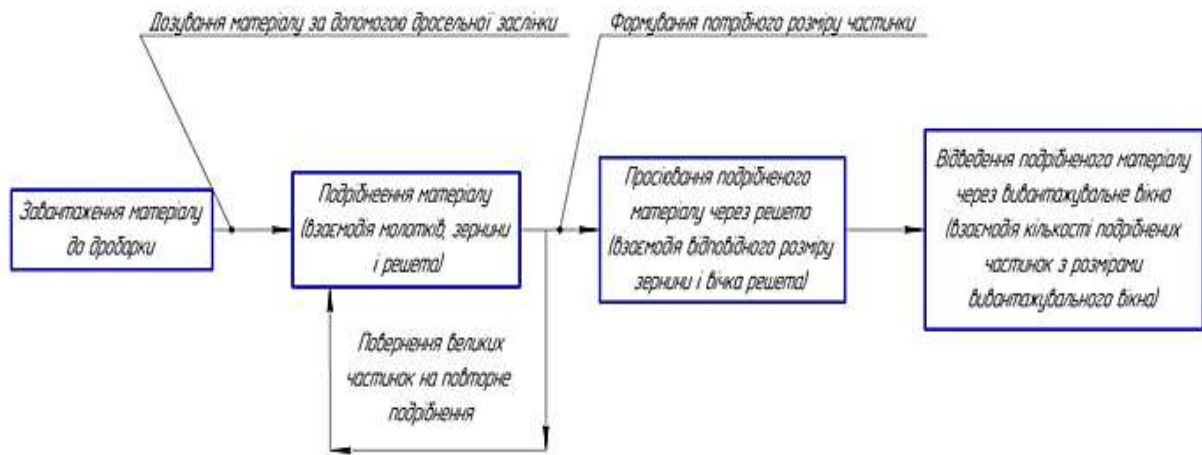 Дозування матеріалу за допомогою дросельної заслінки
Формування потрібного розміру частинки
Завантаження матеріалу
до дробарки
Подрібнеення матеріалу
(взаємодія молотків, зернини
і решета)
Просіювання подрібненого
матеріалу через решета
(взаємодія відповідного розміру
зернини і вічка решета)
Відведення подрібненого матеріалу
через вивантажувальне вікно
(взаємодія кількості подрібнених
частинок з розмірами
вивантажувального вікна)
Повернення великих
частинок на повторне
подрібнення